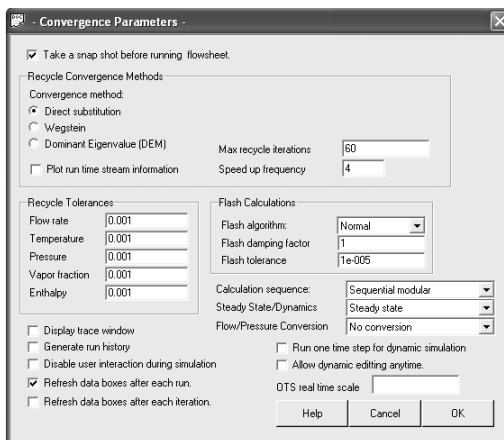 - Convergence Parameters -
Take a snap shot before running flowsheet.
Recycle Convergence Methods
Convergence method:
Direct substitution
Wegstein
Dominant Eigenvalue (DEM)
Max recycle iterations 60
Plot run time stream information
Speed up frequency 4
Recycle Tolerances
Flow rate 0.001
Temperature 0.001
Pressure 0.001
Vapor fraction 0.001
Enthalpy 0.001
Flash Calculations
Flash algorithm: Normal
Flash damping factor 1
Flash tolerance 1e-005
Calculation sequence: Sequential modular
Steady State/Dynamics Steady state
Flow/Pressure Conversion No conversion
Display trace window
Generate run history
Disable user interaction during simulation
Refresh data boxes after each run.
Refresh data boxes after each iteration.
Run one time step for dynamic simulation
Allow dynamic editting anytime.
OTS real time scale
Help Cancel OK